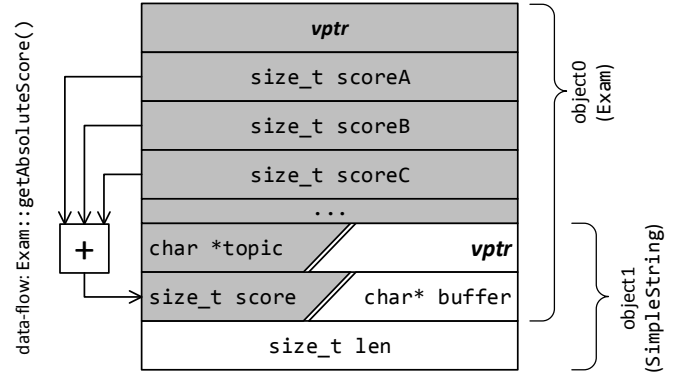 data-flow: Exam::getAbsoluteScore()
vptr
size_t scoreA
size_t scoreB
size_t scoreC
...
char *topic
vptr
size_t score
char* buffer
size_t len
+
object0
(Exam)
object1
(SimpleString)